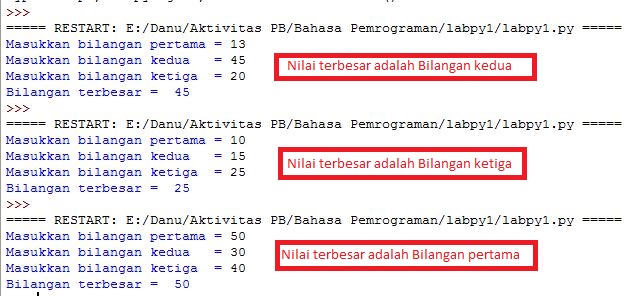 >>>
===== RESTART: E:/Danu/Aktivitas PB/Bahasa Pemrograman/labpy1/labpy1.py =====
Masukkan bilangan pertama = 13
Masukkan bilangan kedua   = 45
Masukkan bilangan ketiga  = 20
Bilangan terbesar =  45
Nilai terbesar adalah Bilangan kedua
>>>
===== RESTART: E:/Danu/Aktivitas PB/Bahasa Pemrograman/labpy1/labpy1.py =====
Masukkan bilangan pertama = 10
Masukkan bilangan kedua   = 15
Masukkan bilangan ketiga  = 25
Bilangan terbesar =  25
Nilai terbesar adalah Bilangan ketiga
>>>
===== RESTART: E:/Danu/Aktivitas PB/Bahasa Pemrograman/labpy1/labpy1.py =====
Masukkan bilangan pertama = 50
Masukkan bilangan kedua   = 30
Masukkan bilangan ketiga  = 40
Bilangan terbesar =  50
Nilai terbesar adalah Bilangan pertama